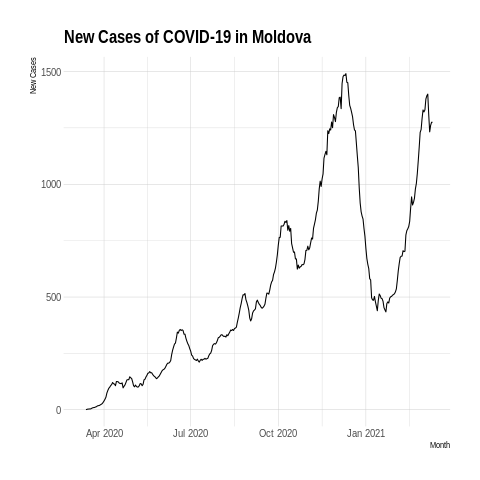 New Cases of COVID-19 in Moldova
New Cases
1500
1000
500
0
Apr 2020
Jul 2020
Oct 2020
Jan 2021
Month